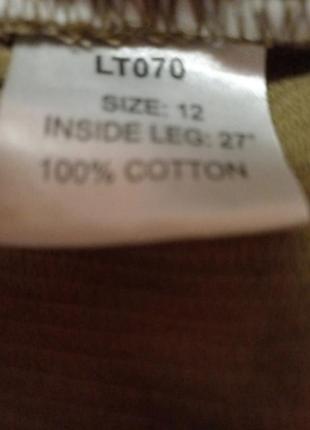 LT070
SIZE: 12
INSIDE LEG: 27"
100% COTTON